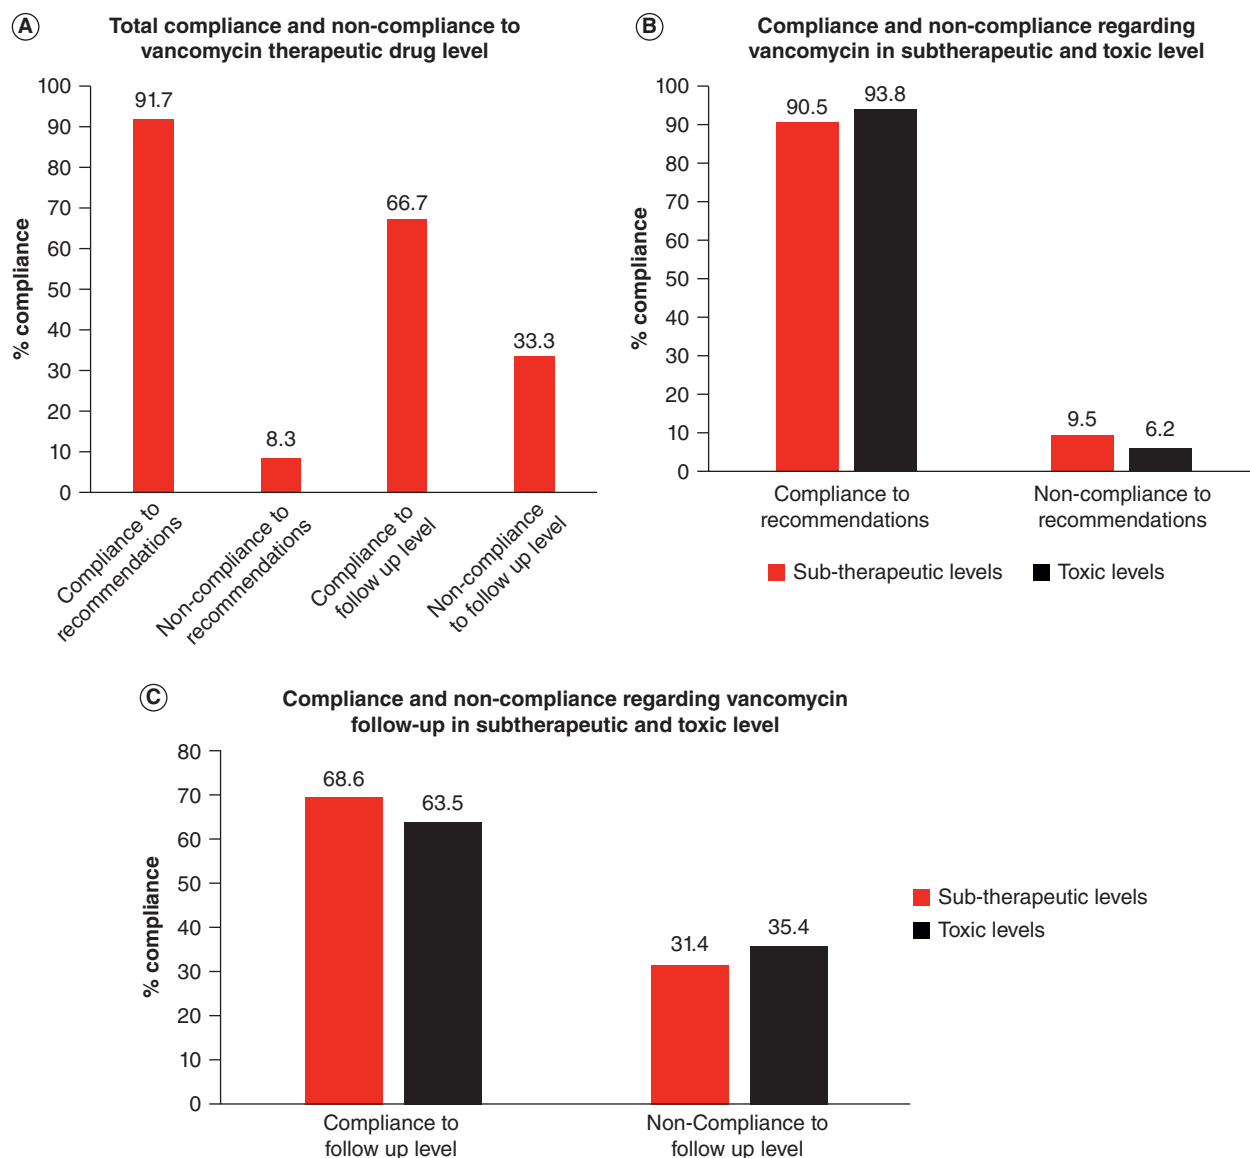 A
Total compliance and non-compliance to
vancomycin therapeutic drug level
% compliance
100
90
80
70
60
50
40
30
20
10
0
91.7
8.3
66.7
33.3
Compliance to
recommendations
Non-compliance to
recommendations
Compliance to
follow up level
Non-compliance
to follow up level
B
Compliance and non-compliance regarding
vancomycin in subtherapeutic and toxic level
% compliance
100
90
80
70
60
50
40
30
20
10
0
90.5
93.8
9.5
6.2
Compliance to
recommendations
Non-compliance to
recommendations
Sub-therapeutic levels
Toxic levels
C
Compliance and non-compliance regarding vancomycin
follow-up in subtherapeutic and toxic level
% compliance
80
70
60
50
40
30
20
10
0
68.6
63.5
31.4
35.4
Compliance to
follow up level
Non-Compliance to
follow up level
Sub-therapeutic levels
Toxic levels